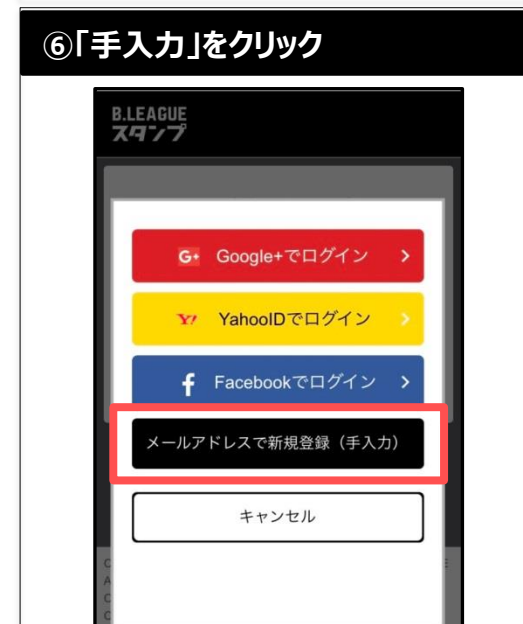 ⑥「手入力」をクリック
B.LEAGUE
スタンプ
G+ Google+でログイン >
Y! YahooIDでログイン >
f Facebookでログイン >
メールアドレスで新規登録（手入力）
キャンセル